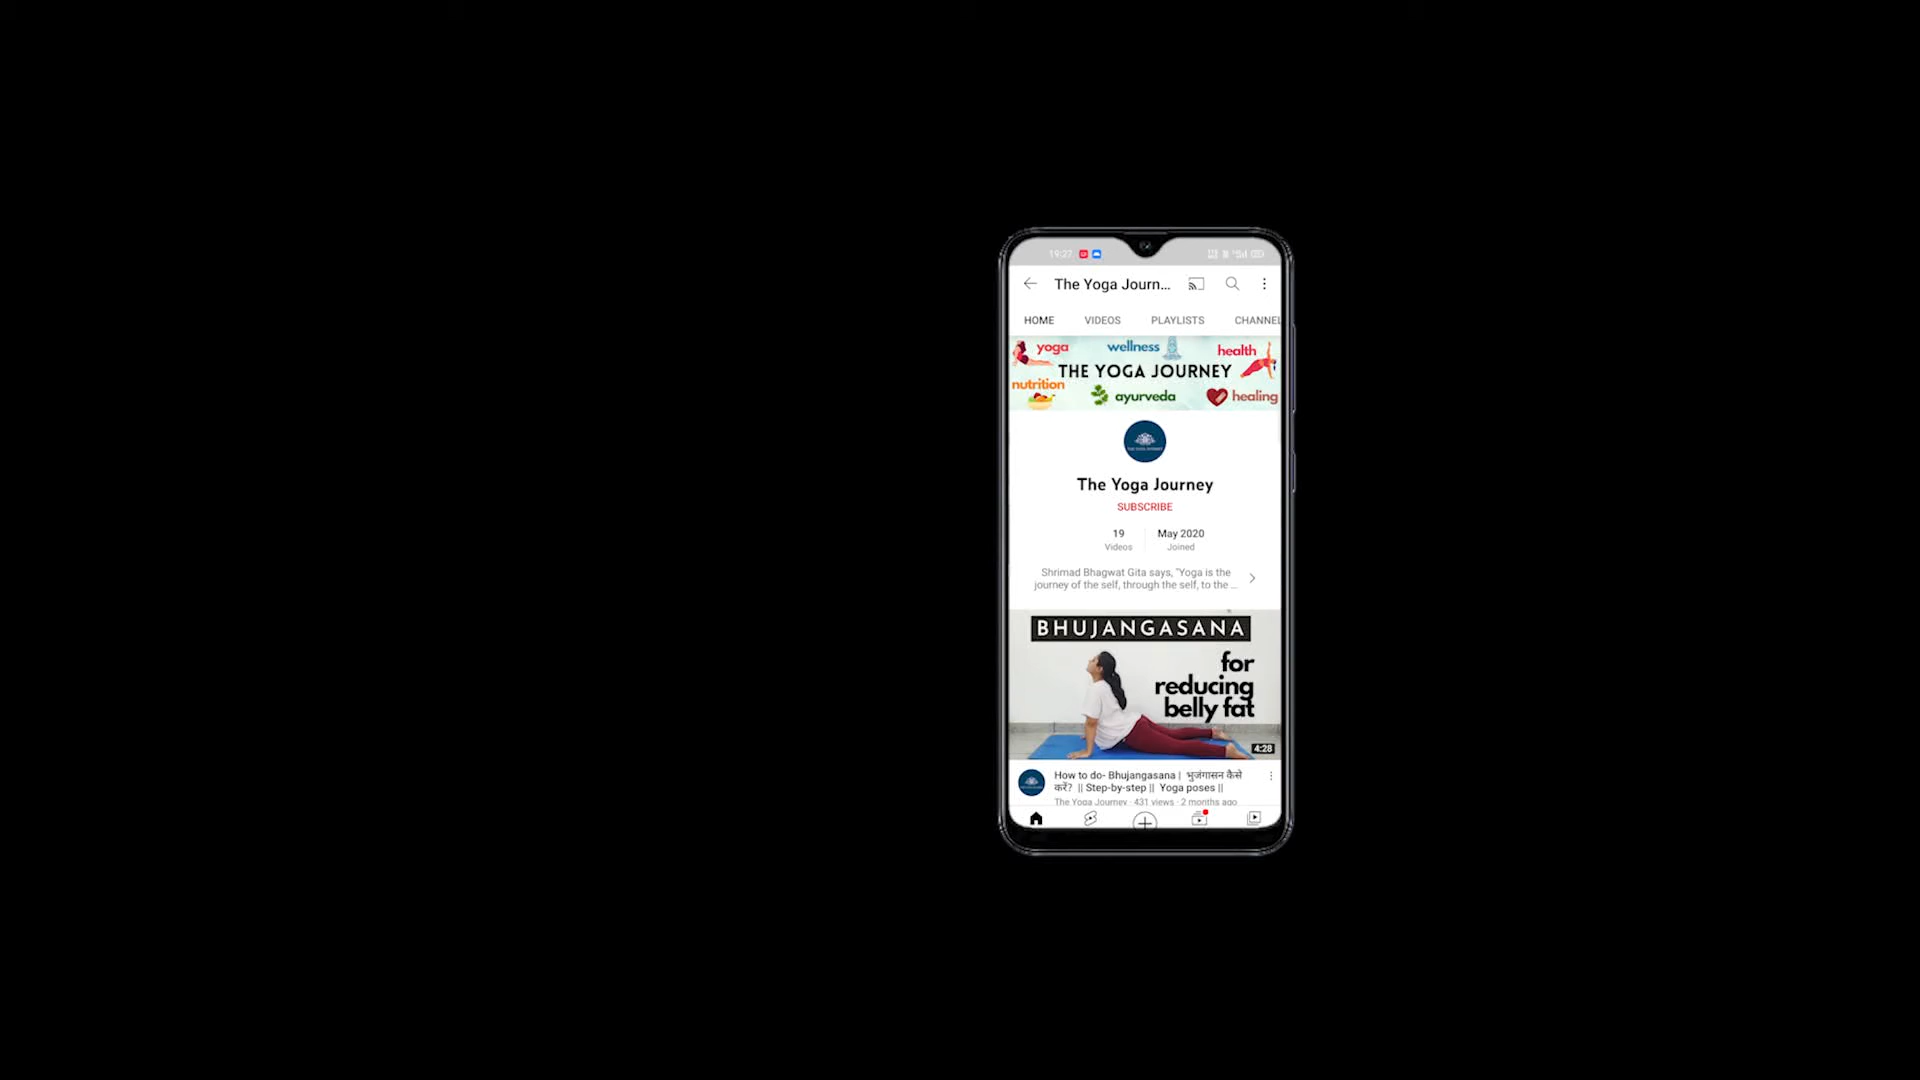 19:27
The Yoga Journ...
HOME VIDEOS PLAYLISTS CHANNEL
yoga wellness health
THE YOGA JOURNEY
nutrition ayurveda healing
The Yoga Journey
SUBSCRIBE
19 May 2020
Videos Joined
Shrimad Bhagwat Gita says, "Yoga is the
journey of the self, through the self, to the ...
BHUJANGASANA
for
reducing
belly fat
4:28
How to do- Bhujangasana | भुजंगासन कैसे
करें? || Step-by-step || Yoga poses ||
The Yoga Journey · 431 views · 2 months ago